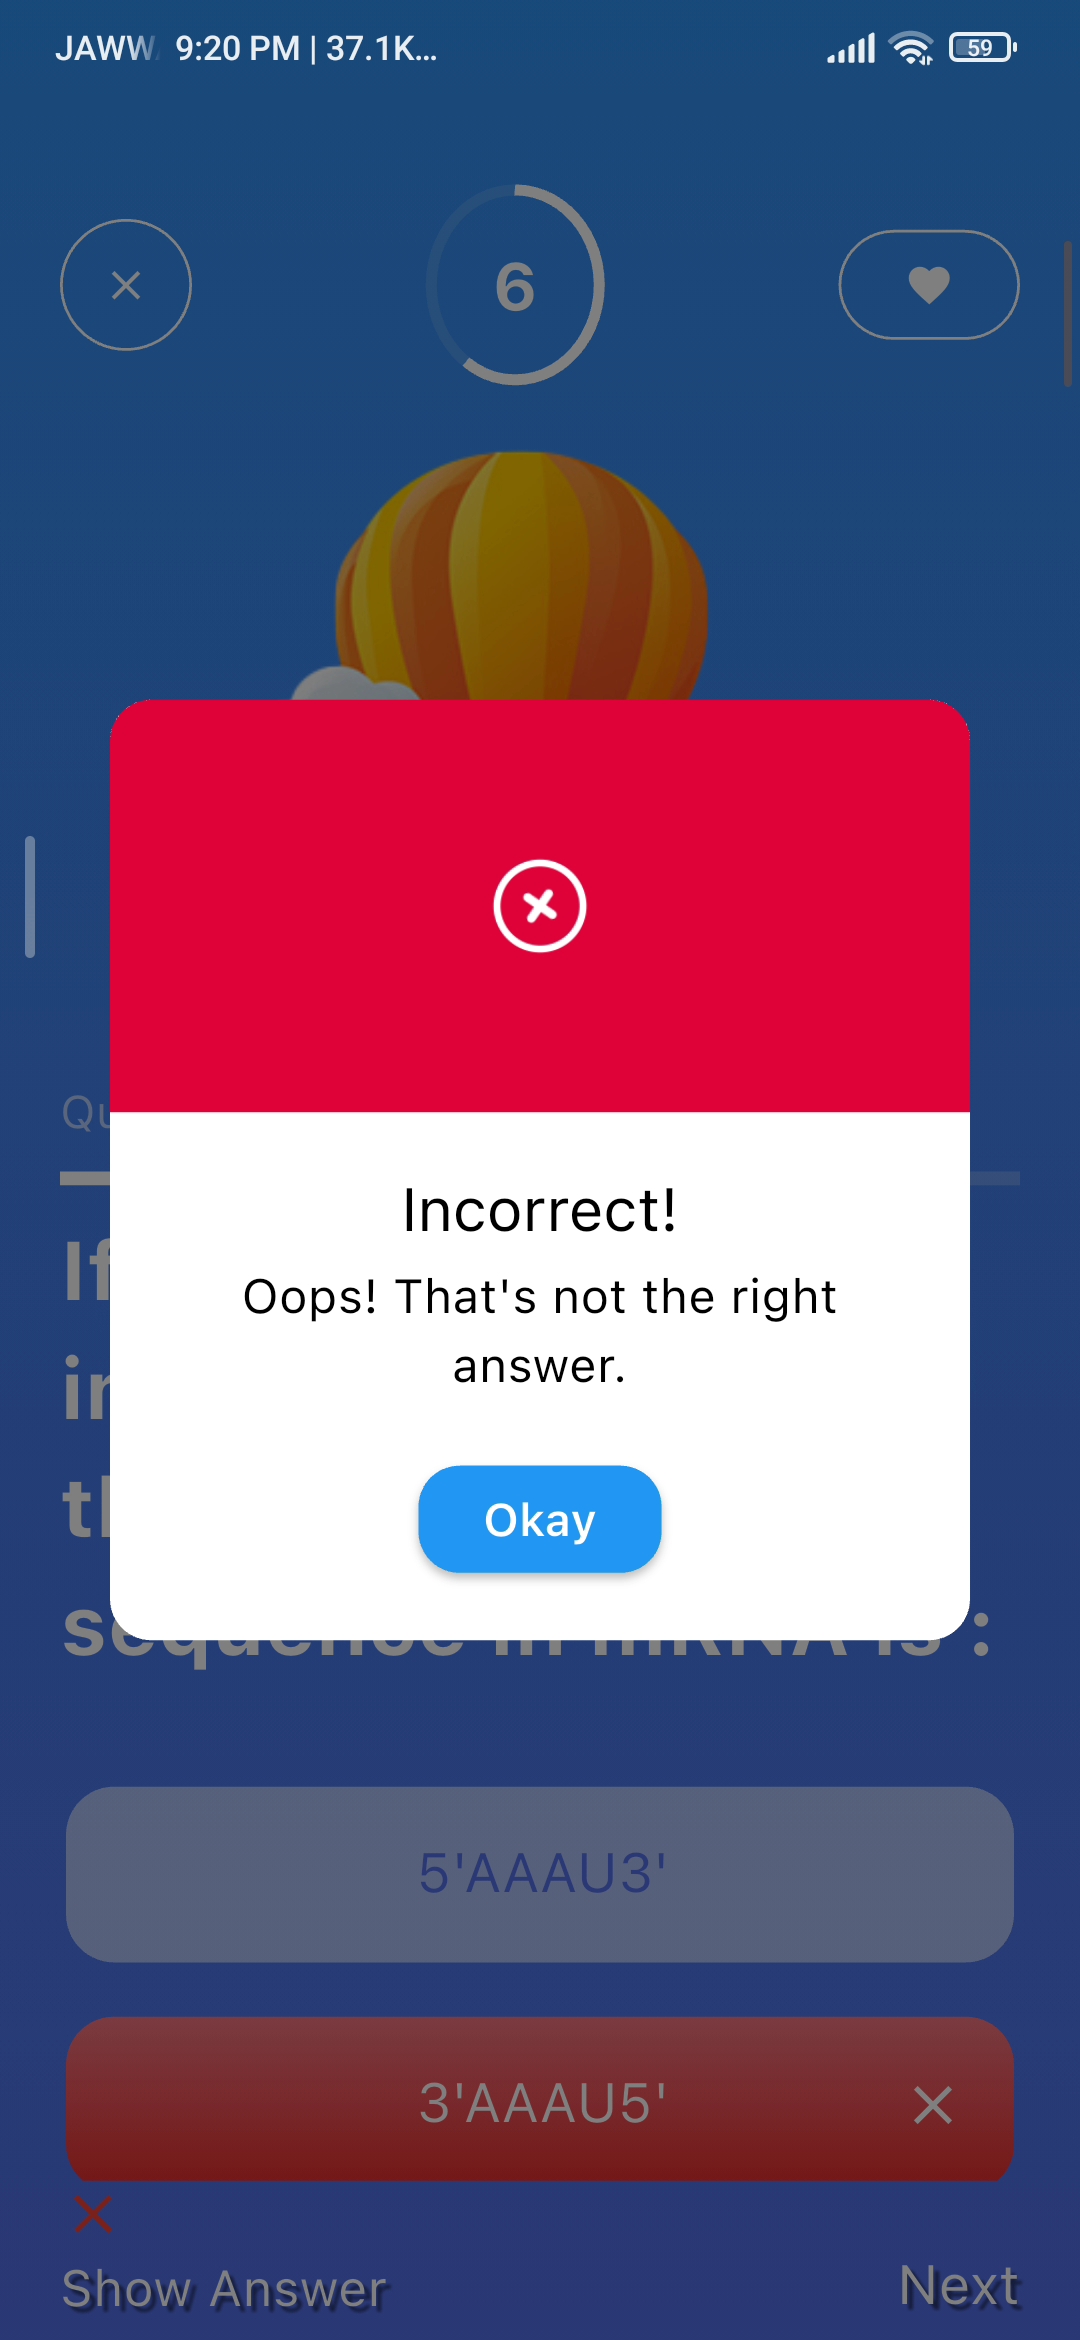 JAWW 9:20 PM | 37.1K... 59
6
Qu
Incorrect!
Oops! That's not the right
answer.
If
in
th
Okay
sequence in mRNA is :
5'AAAU3'
3'AAAU5'
Show Answer
Next